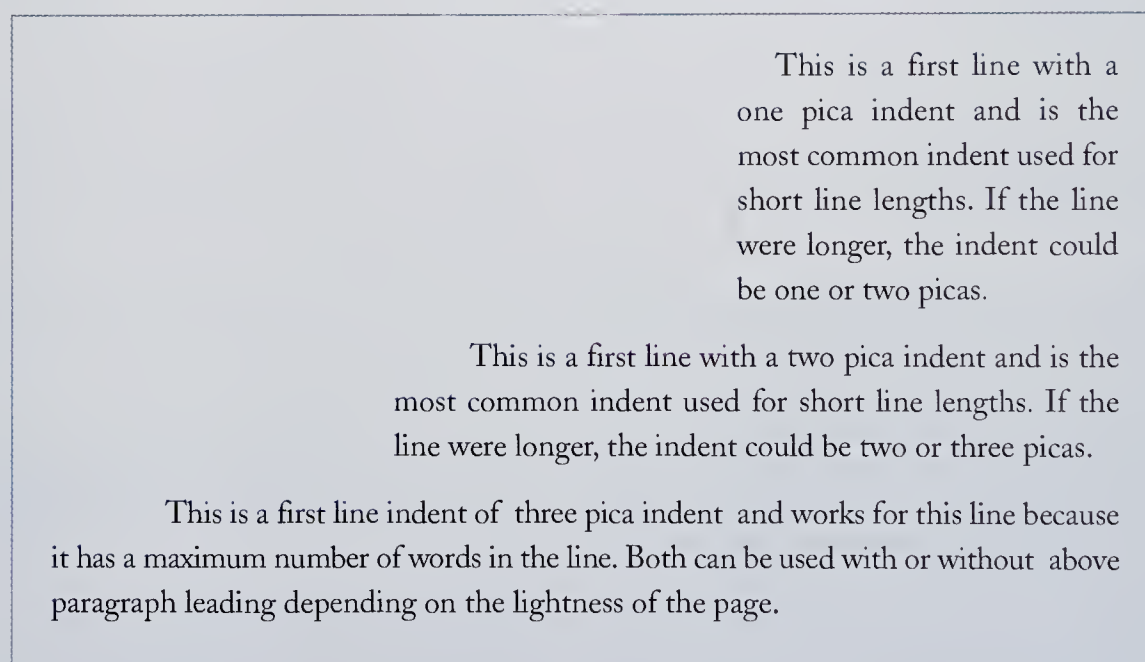 This is a first line with a
one pica indent and is the
most common indent used for
short line lengths. If the line
were longer, the indent could
be one or two picas.
This is a first line with a two pica indent and is the
most common indent used for short line lengths. If the
line were longer, the indent could be two or three picas.
This is a first line indent of three pica indent and works for this line because
it has a maximum number of words in the line. Both can be used with or without above
paragraph leading depending on the lightness of the page.